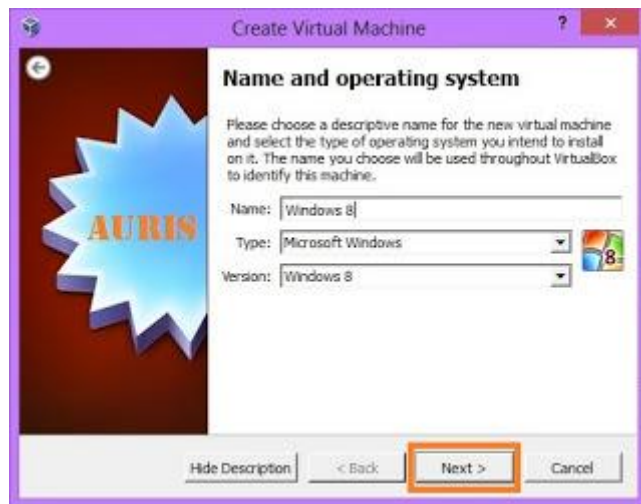 Create Virtual Machine
?
×
Name and operating system
Please choose a descriptive name for the new virtual machine
and select the type of operating system you intend to install
on it. The name you choose will be used throughout VirtualBox
to identify this machine.
Name: Windows 8
Type: Microsoft Windows
8
Version: Windows 8
AURIS
Hide Description
< Back
Next >
Cancel